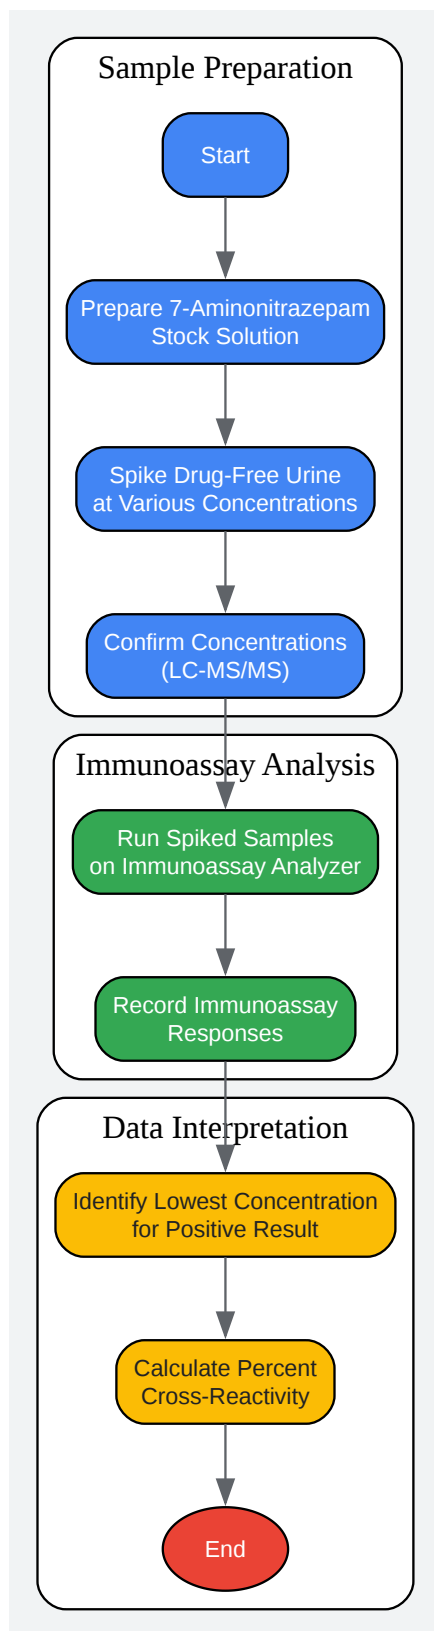 Sample Preparation
Start
Prepare 7-Aminonitrazepam
Stock Solution
Spike Drug-Free Urine
at Various Concentrations
Confirm Concentrations
(LC-MS/MS)
Immunoassay Analysis
Run Spiked Samples
on Immunoassay Analyzer
Record Immunoassay
Responses
Data Interpretation
Identify Lowest Concentration
for Positive Result
Calculate Percent
Cross-Reactivity
End